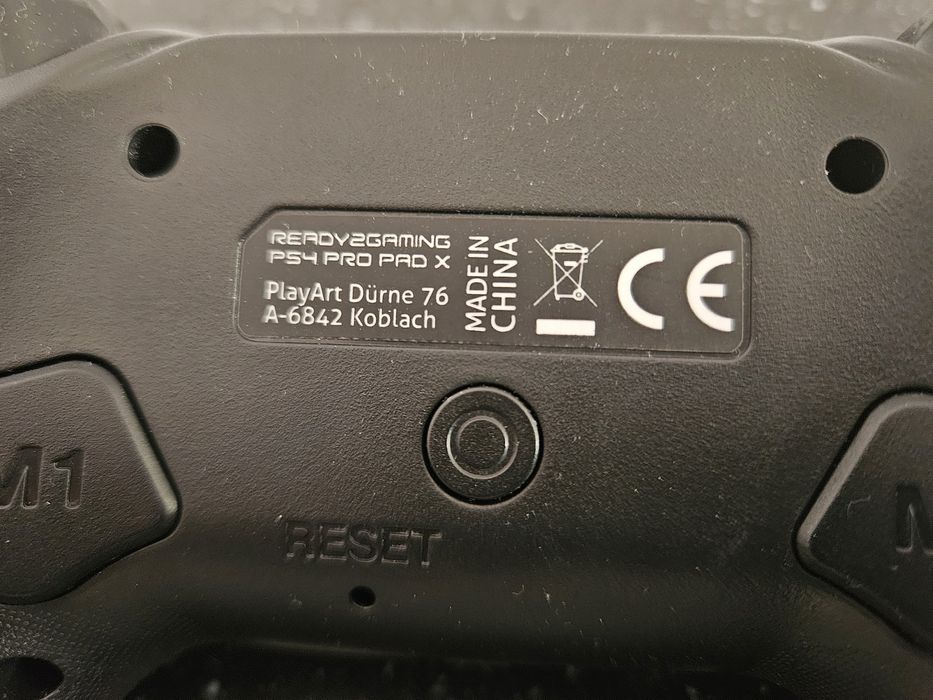 READY2GAMING
PS4 PRO PAD X
PlayArt Dürne 76
A-6842 Koblach
MADE IN
CHINA
CE
M1
RESET